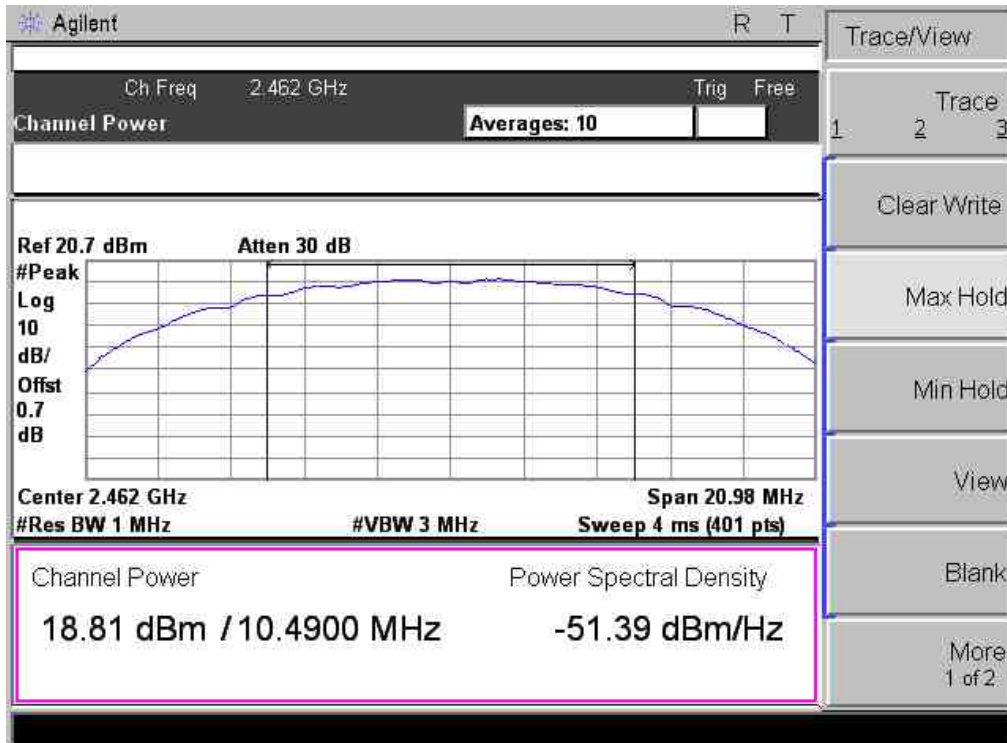 Agilent
R T
Trace/View
Ch Freq 2.462 GHz
Trig Free
Channel Power
Averages: 10
Trace
1 2 3
Clear Write
Max Hold
Min Hold
View
Blank
More
1 of 2
Ref 20.7 dBm
Atten 30 dB
#Peak
Log
10
dB/
Offst
0.7
dB
Center 2.462 GHz
Span 20.98 MHz
#Res BW 1 MHz
#VBW 3 MHz
Sweep 4 ms (401 pts)
Channel Power
Power Spectral Density
18.81 dBm / 10.4900 MHz
-51.39 dBm/Hz